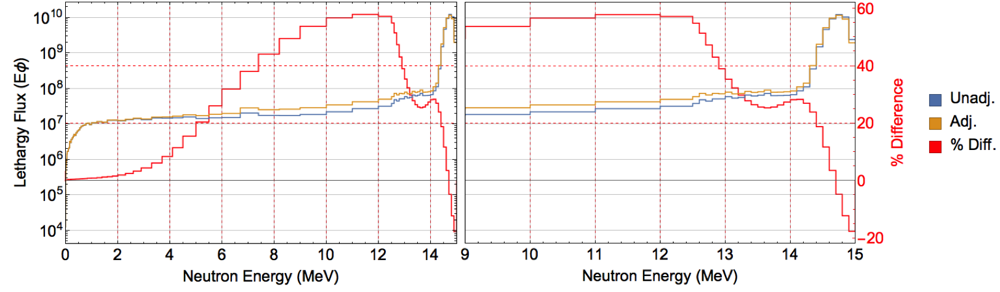 10^10
10^9
10^8
10^7
10^6
10^5
10^4
Lethargy Flux (Eϕ)
0 2 4 6 8 10 12 14
Neutron Energy (MeV)
9 10 11 12 13 14 15
Neutron Energy (MeV)
60
40
20
0
−20
% Difference
Unadj.
Adj.
% Diff.